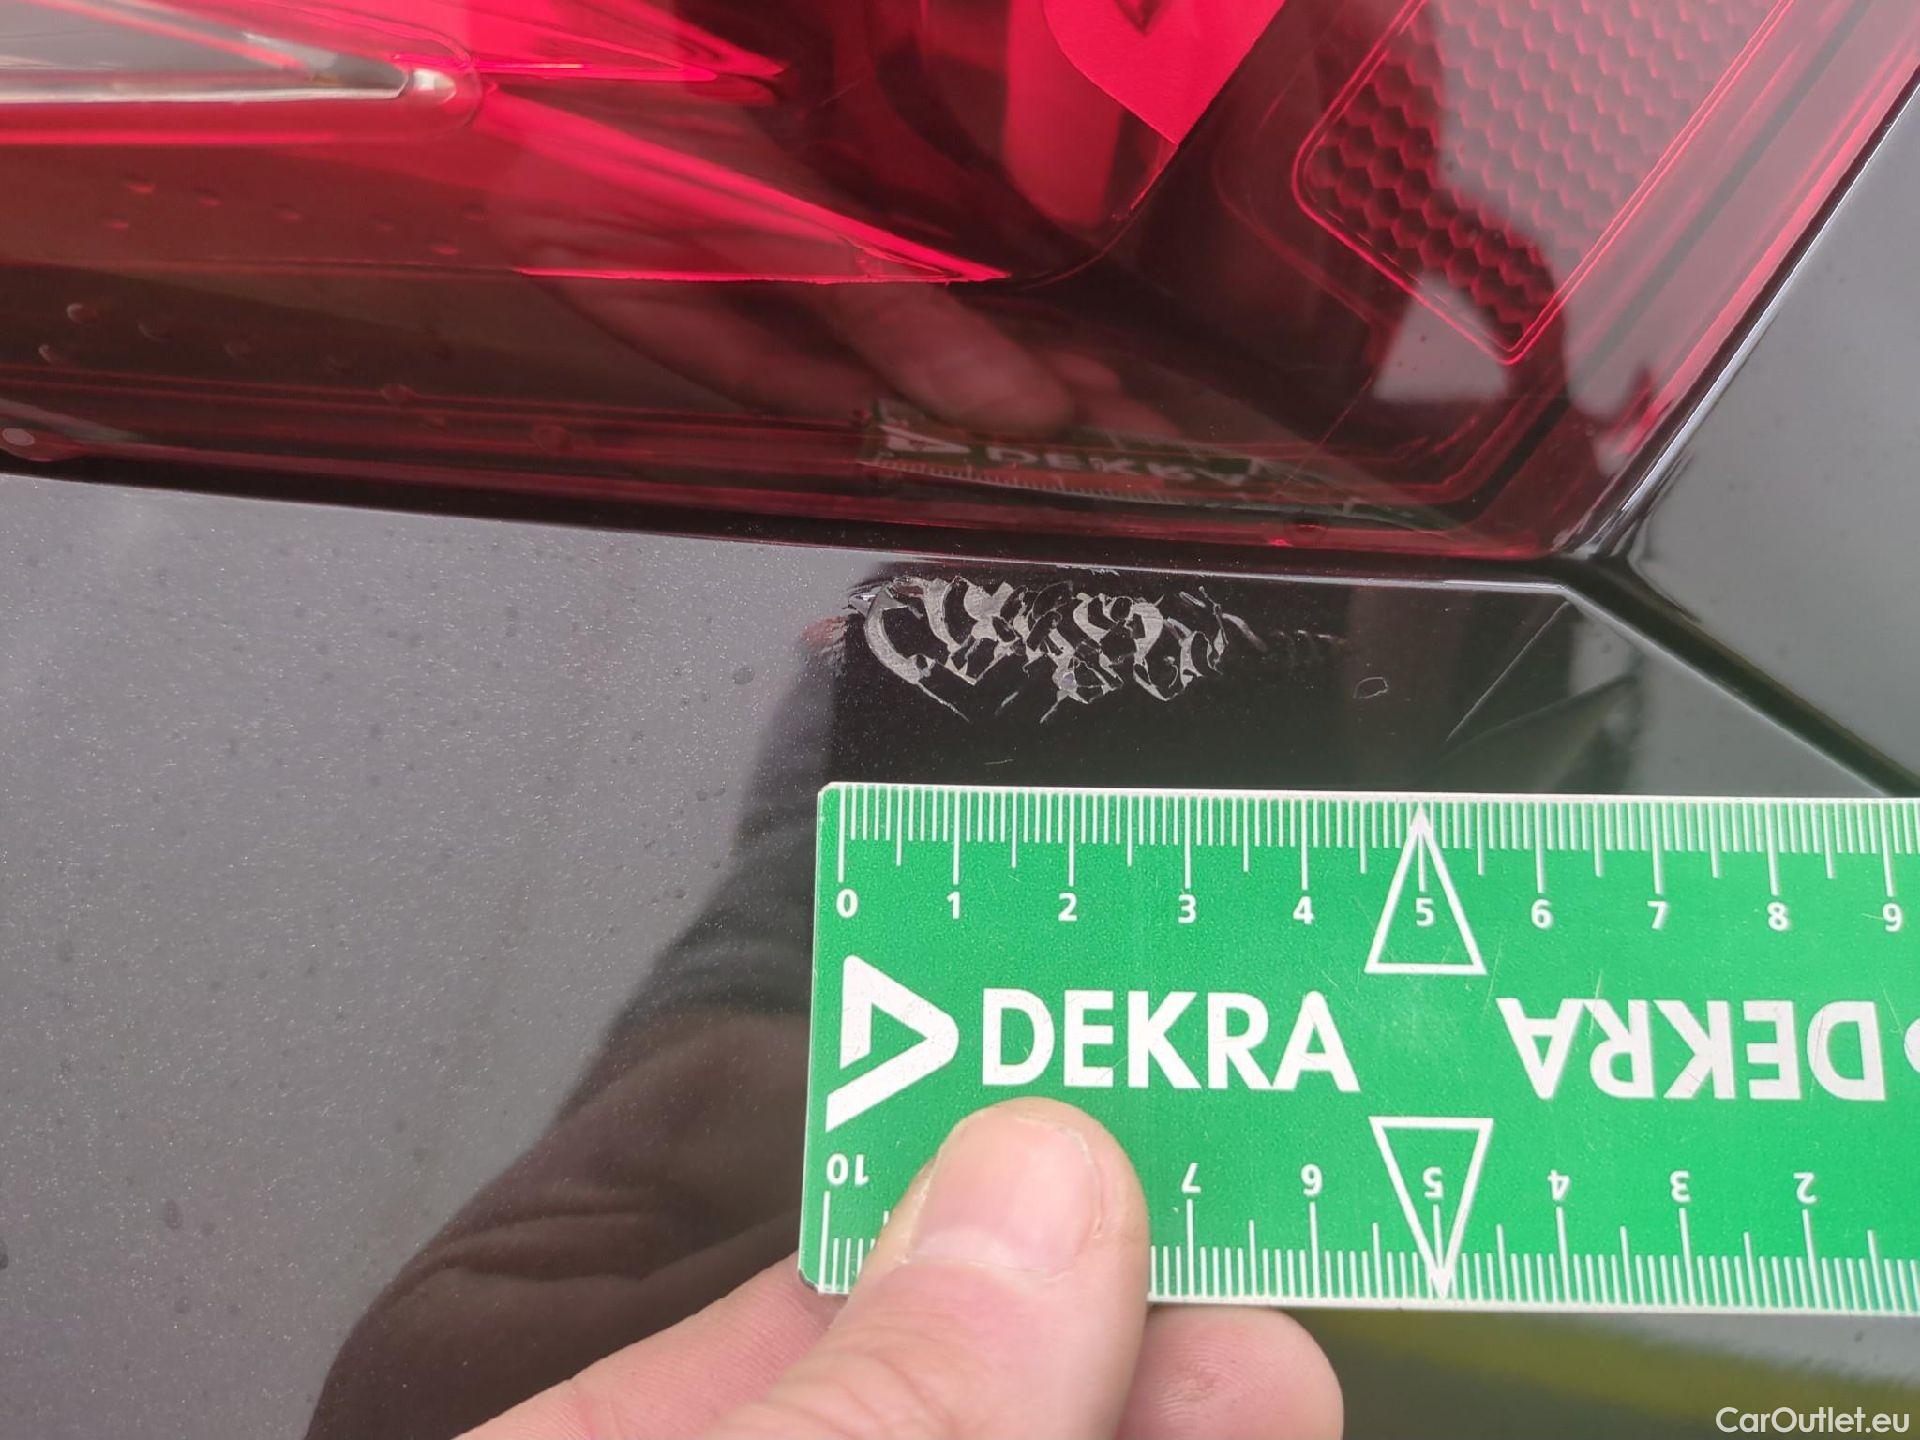 DEKRA
0 1 2 3 4 5 6 7 8 9
DEKRA DEKRA
10 7 6 5 4 3 2
CarOutlet.eu